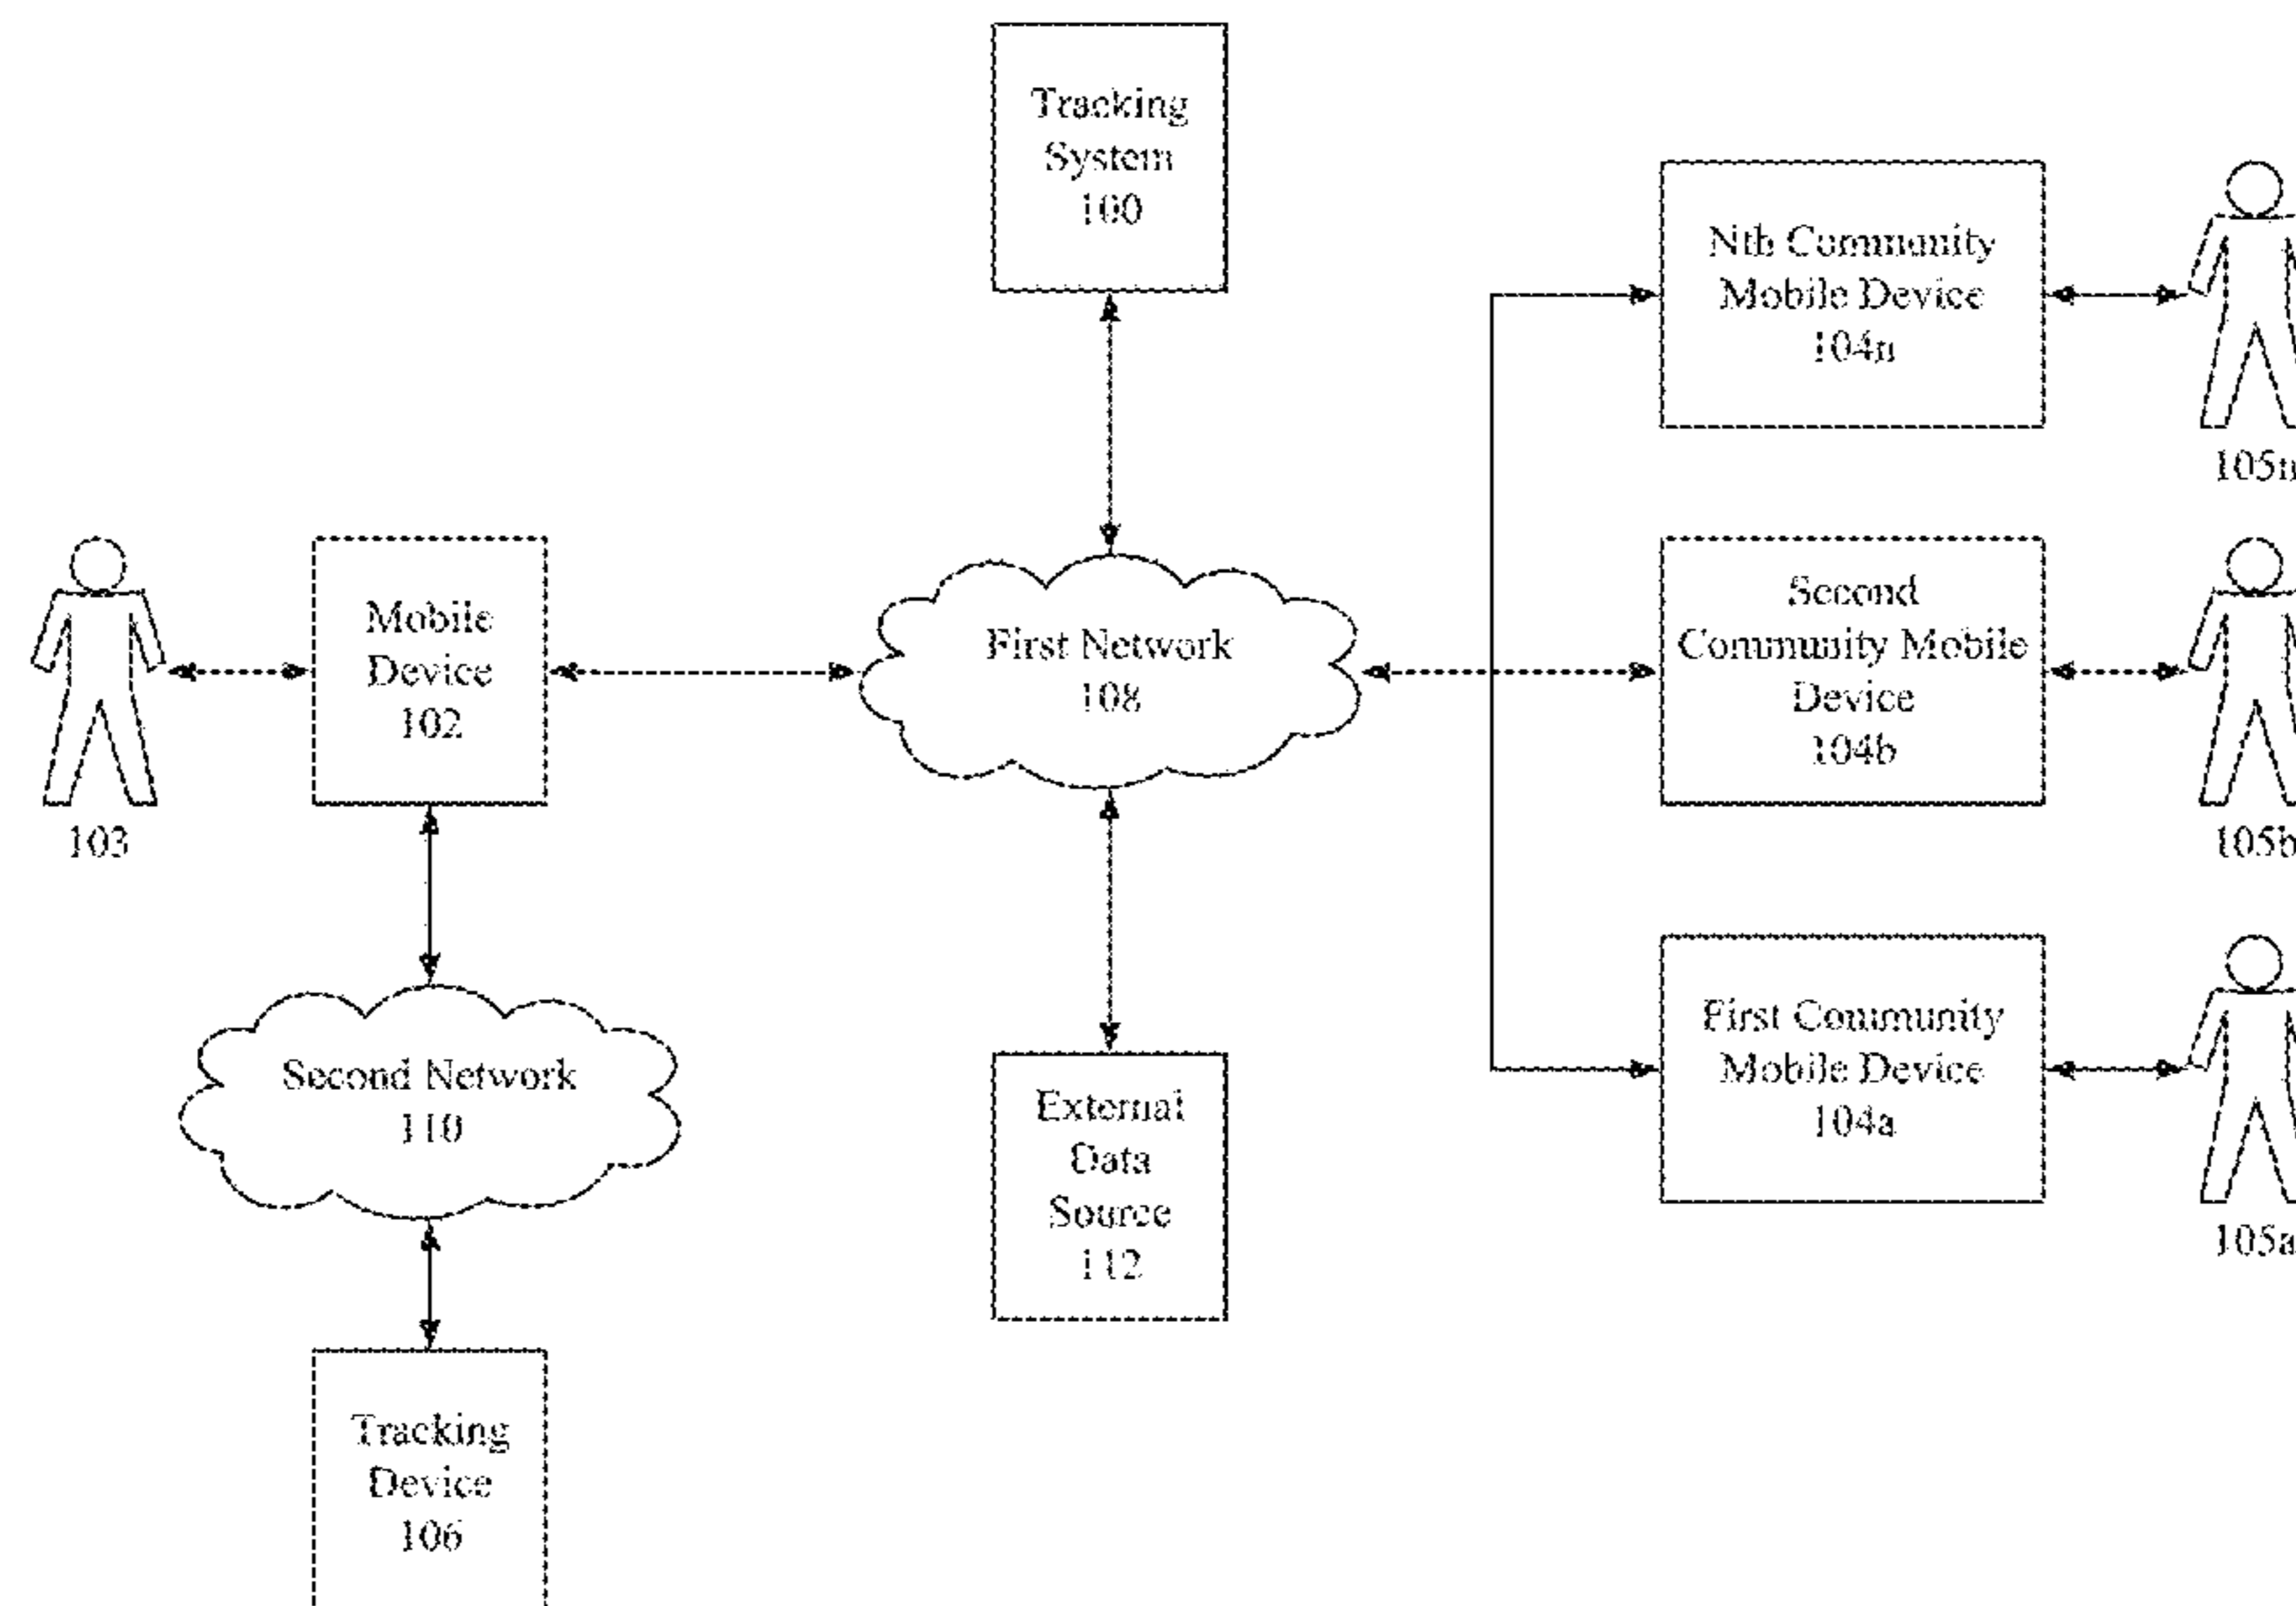 Tracking
System
100
Nth Community
Mobile Device
104n
105n
Mobile
Device
102
103
First Network
108
Second
Community Mobile
Device
104b
105b
Second Network
110
External
Data
Source
112
First Community
Mobile Device
104a
105a
Tracking
Device
106